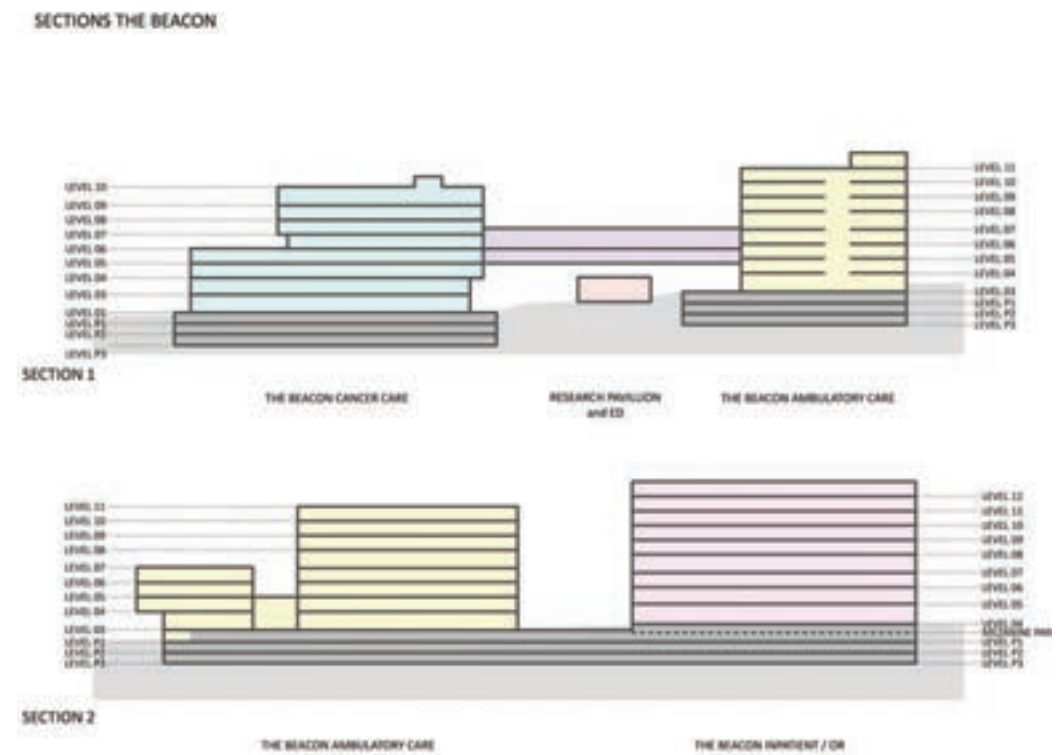 SECTIONS THE BEACON
LEVEL 10
LEVEL 09
LEVEL 08
LEVEL 07
LEVEL 06
LEVEL 05
LEVEL 04
LEVEL 03
LEVEL 01
LEVEL P1
LEVEL P2
LEVEL P3
LEVEL 11
LEVEL 10
LEVEL 09
LEVEL 08
LEVEL 07
LEVEL 06
LEVEL 05
LEVEL 04
LEVEL 03
LEVEL P1
LEVEL P2
LEVEL P3
SECTION 1
THE BEACON CANCER CARE
RESEARCH PAVILLION
and ED
THE BEACON AMBULATORY CARE
LEVEL 11
LEVEL 10
LEVEL 09
LEVEL 08
LEVEL 07
LEVEL 06
LEVEL 05
LEVEL 04
LEVEL 03
LEVEL P1
LEVEL P2
LEVEL P3
LEVEL 12
LEVEL 11
LEVEL 10
LEVEL 09
LEVEL 08
LEVEL 07
LEVEL 06
LEVEL 05
LEVEL 04
LEVEL P1
LEVEL P2
LEVEL P3
SECTION 2
THE BEACON AMBULATORY CARE
THE BEACON INPATIENT / OR